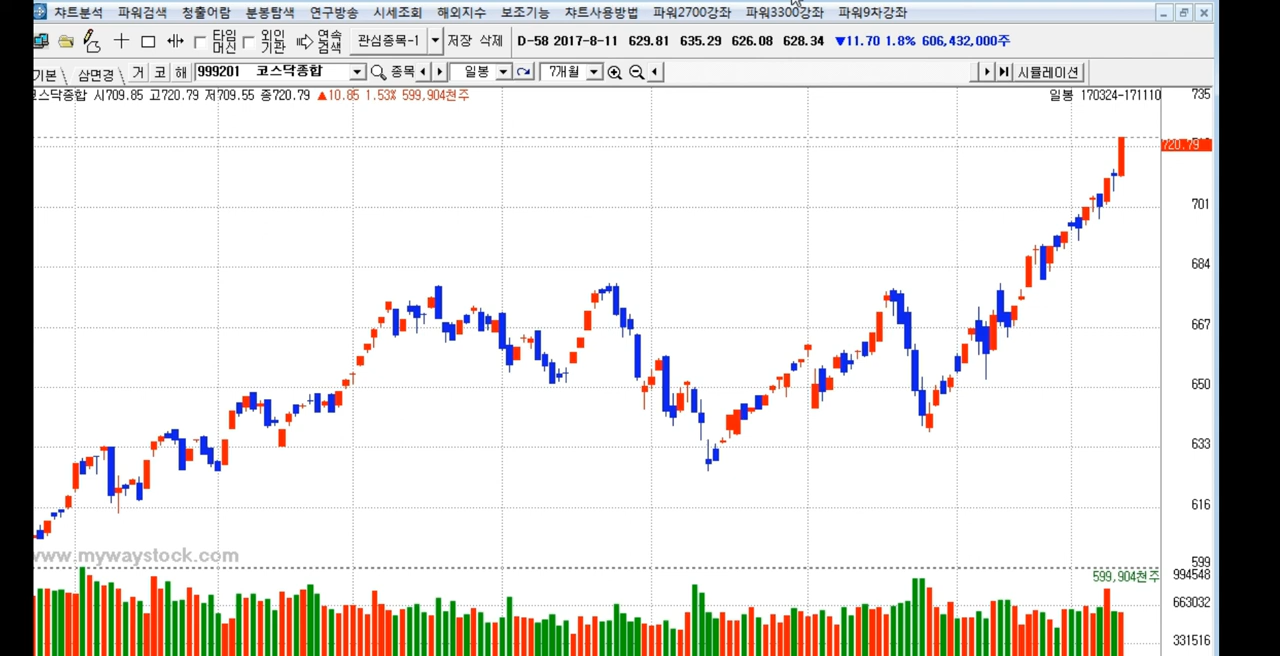 챠트분석 파워검색 청출어람 분봉탐색 연구방송 시세조회 해외지수 보조기능 챠트사용방법 파워2700강좌 파워3300강좌 파워9차강좌
타임머신 외인기관 연속검색 관심종목-1 저장 삭제 D-58 2017-8-11 629.81 635.29 626.08 628.34 ▼11.70 1.8% 606,432,000주
기본 삼면경 거 코 해 999201 코스닥종합 종목 일봉 7개월 시뮬레이션
코스닥종합 시709.85 고720.79 저709.55 종720.79 ▲10.85 1.53% 599,904천주 일봉 170324-171110 735
720.79
701
684
667
650
633
616
www.mywaystock.com
599
599,904천주 994548
663032
331516